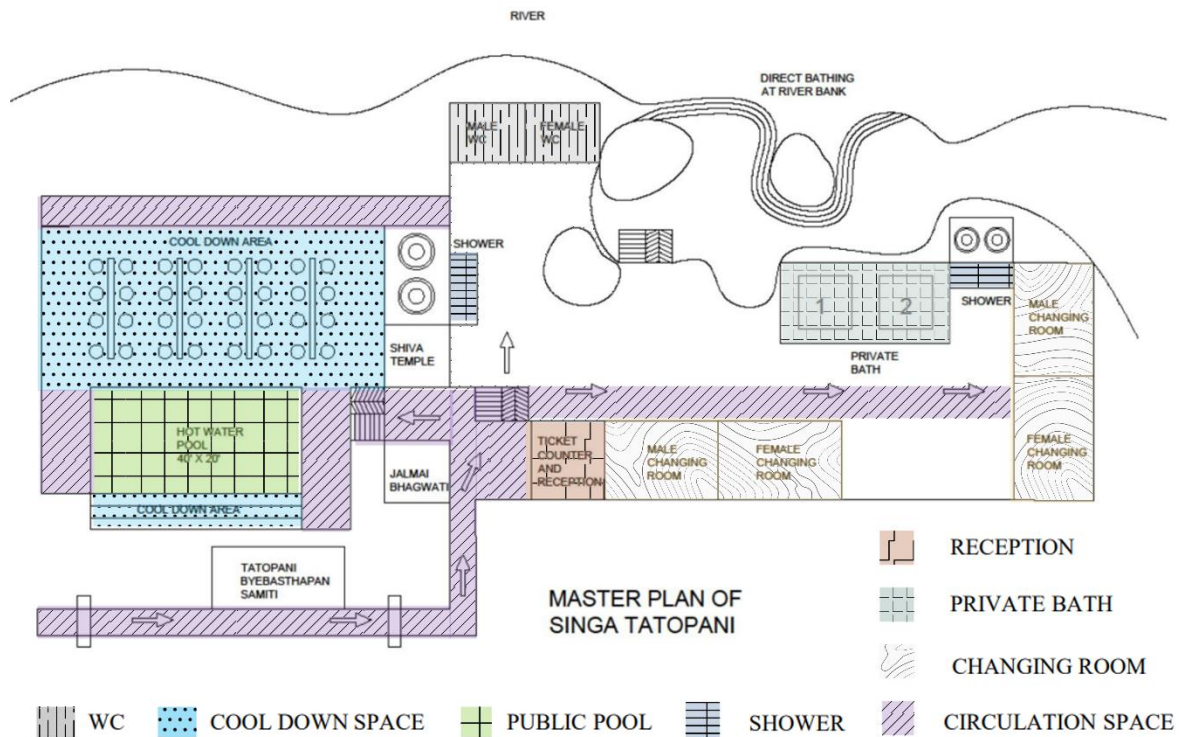 RIVER
DIRECT BATHING
AT RIVER BANK
MALE
WC
FEMALE
WC
COOL DOWN AREA
SHOWER
SHIVA
TEMPLE
1
2
SHOWER
PRIVATE
BATH
MALE
CHANGING
ROOM
HOT WATER
POOL
40' X 20'
COOL DOWN AREA
JALMAI
BHAGWATI
TICKET
COUNTER
AND
RECEPTION
MALE
CHANGING
ROOM
FEMALE
CHANGING
ROOM
FEMALE
CHANGING
ROOM
TATOPANI
BYEBASTHAPAN
SAMITI
MASTER PLAN OF
SINGA TATOPANI
RECEPTION
PRIVATE BATH
CHANGING ROOM
WC
COOL DOWN SPACE
PUBLIC POOL
SHOWER
CIRCULATION SPACE